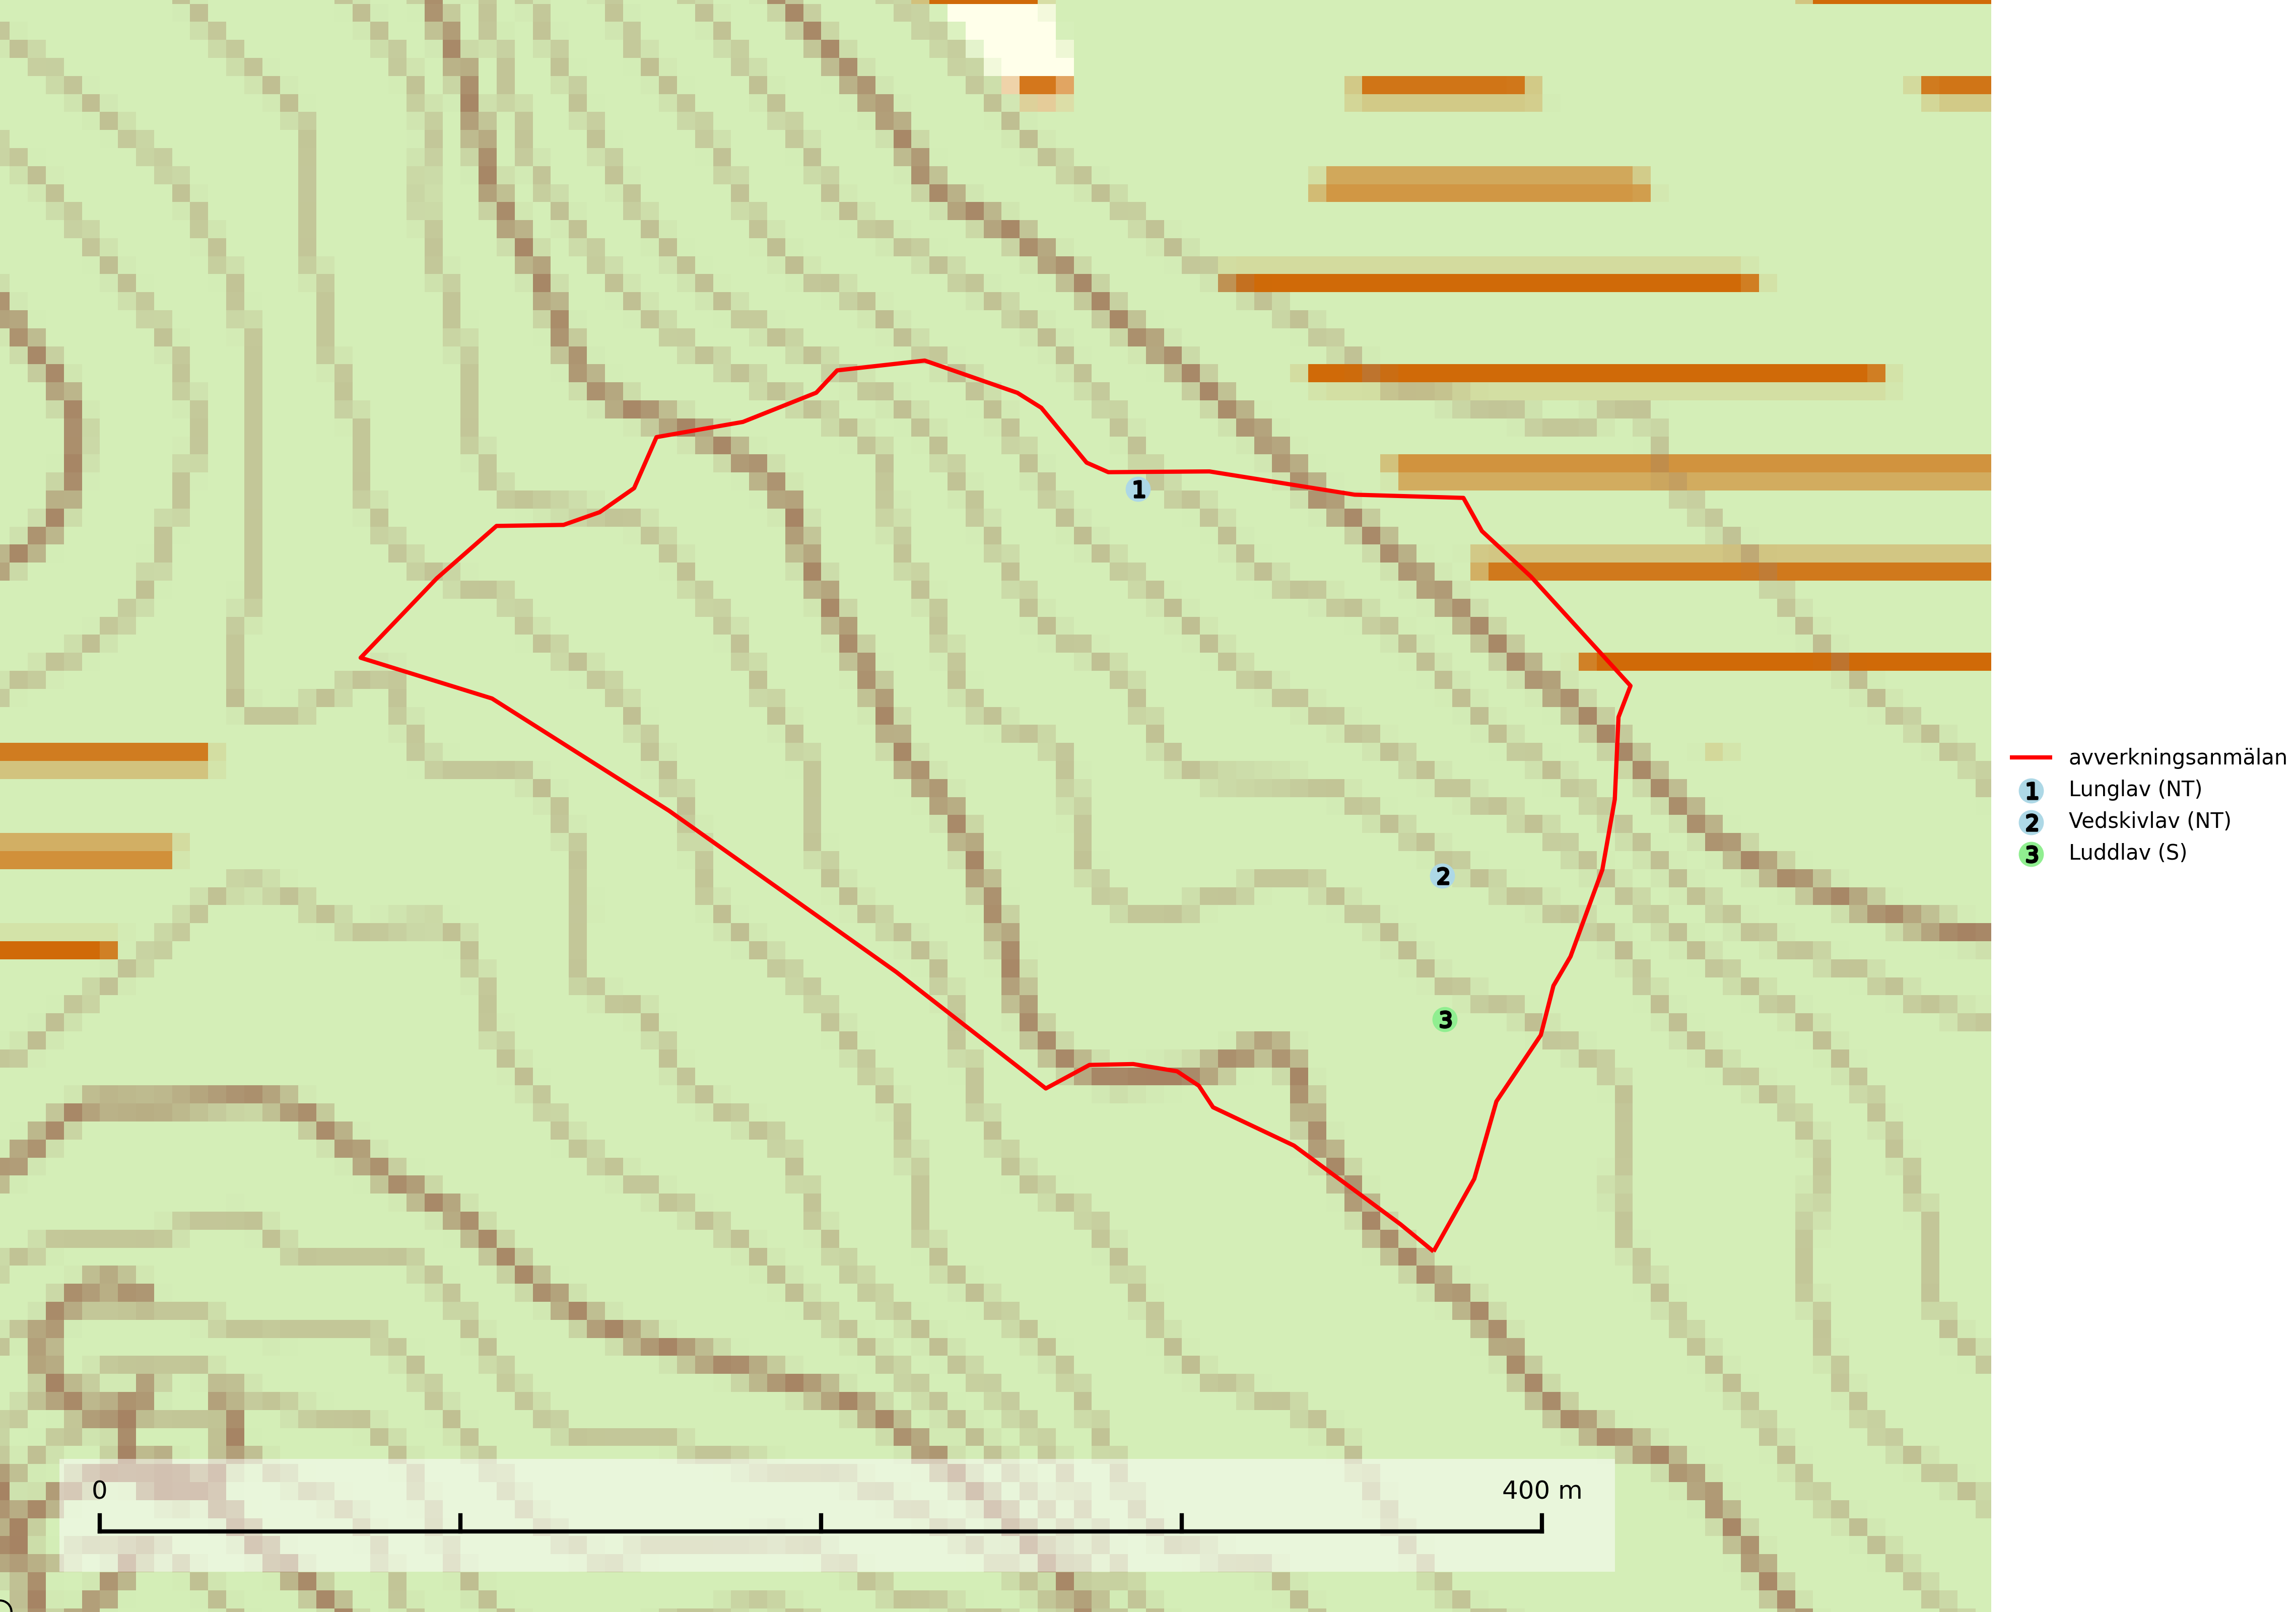 1
2
3
avverkningsanmälan
1 Lunglav (NT)
2 Vedskivlav (NT)
3 Luddlav (S)
0 400 m